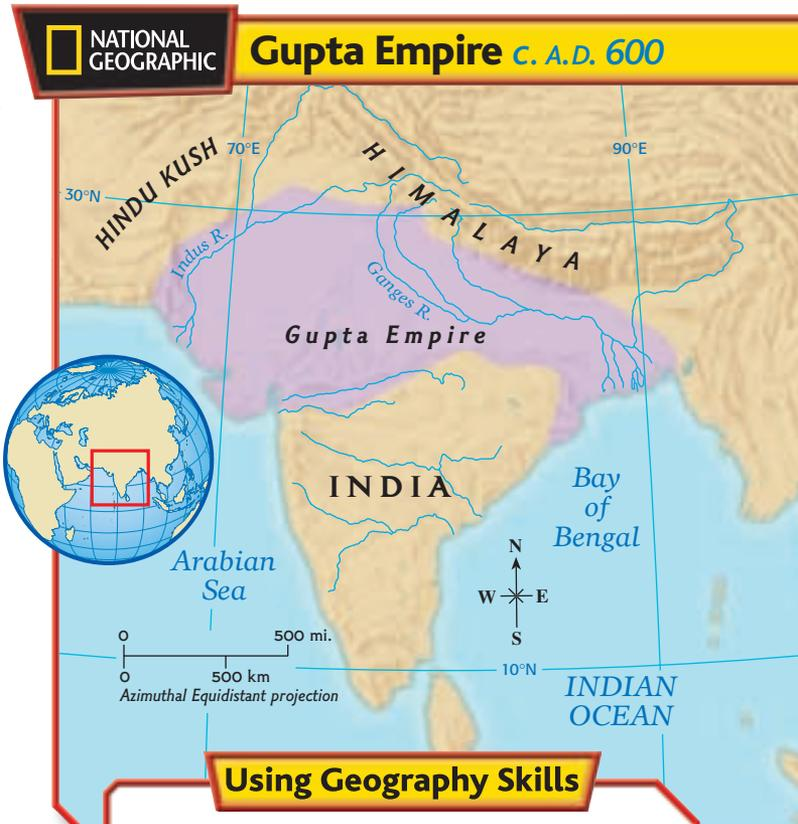 NATIONAL
GEOGRAPHIC
Gupta Empire C. A.D. 600
70°E
90°E
HINDU KUSH
HIMALAYA
30°N
Indus R.
Ganges R.
Gupta Empire
INDIA
Bay
of
Bengal
Arabian
Sea
N
W E
S
0 500 mi.
0 500 km
Azimuthal Equidistant projection
10°N
INDIAN
OCEAN
Using Geography Skills